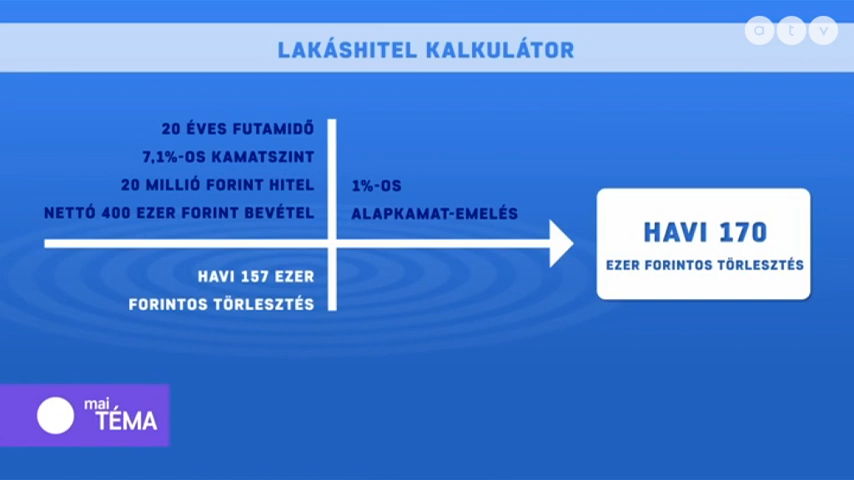 atv
LAKÁSHITEL KALKULÁTOR
20 ÉVES FUTAMIDŐ
7,1%-OS KAMATSZINT
20 MILLIÓ FORINT HITEL
NETTÓ 400 EZER FORINT BEVÉTEL
1%-OS
ALAPKAMAT-EMELÉS
HAVI 157 EZER
FORINTOS TÖRLESZTÉS
HAVI 170
EZER FORINTOS TÖRLESZTÉS
mai
TÉMA